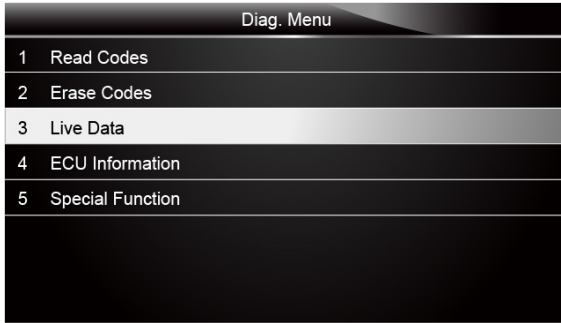 Diag. Menu
1 Read Codes
2 Erase Codes
3 Live Data
4 ECU Information
5 Special Function